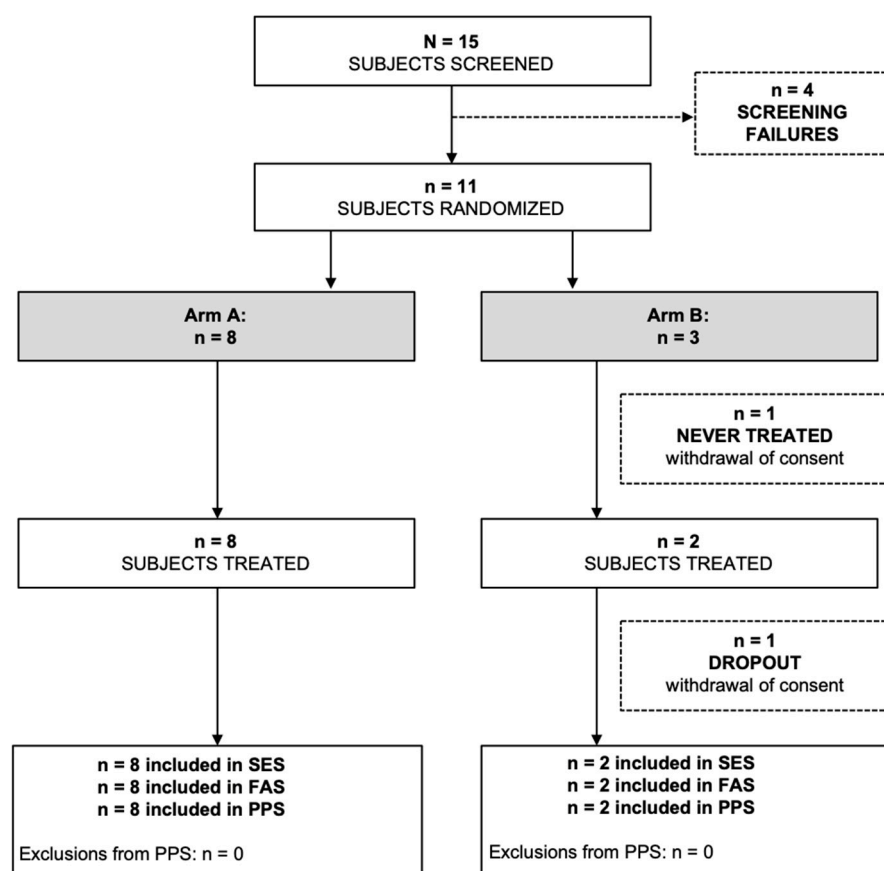 N = 15
SUBJECTS SCREENED
n = 4
SCREENING
FAILURES
n = 11
SUBJECTS RANDOMIZED
Arm A:
n = 8
Arm B:
n = 3
n = 1
NEVER TREATED
withdrawal of consent
n = 8
SUBJECTS TREATED
n = 2
SUBJECTS TREATED
n = 1
DROPOUT
withdrawal of consent
n = 8 included in SES
n = 8 included in FAS
n = 8 included in PPS
Exclusions from PPS: n = 0
n = 2 included in SES
n = 2 included in FAS
n = 2 included in PPS
Exclusions from PPS: n = 0